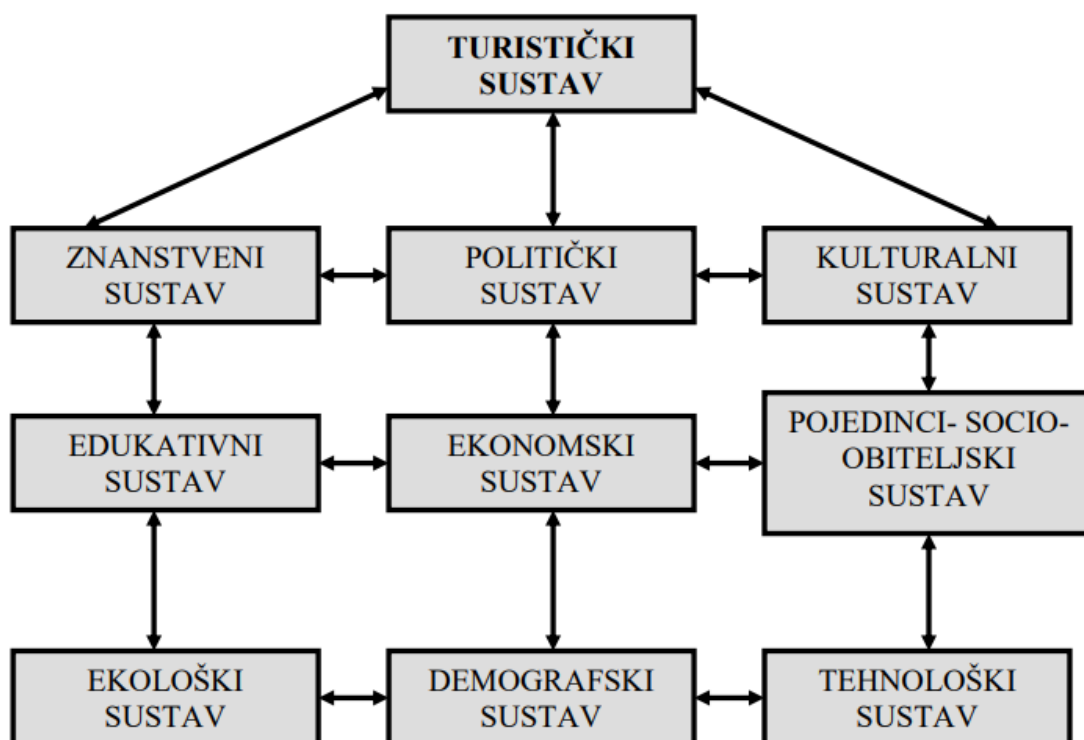 TURISTIČKI
SUSTAV
ZNANSTVENI
SUSTAV
POLITIČKI
SUSTAV
KULTURALNI
SUSTAV
EDUKATIVNI
SUSTAV
EKONOMSKI
SUSTAV
POJEDINCI- SOCIO-
OBITELJSKI
SUSTAV
EKOLOŠKI
SUSTAV
DEMOGRAFSKI
SUSTAV
TEHNOLOŠKI
SUSTAV